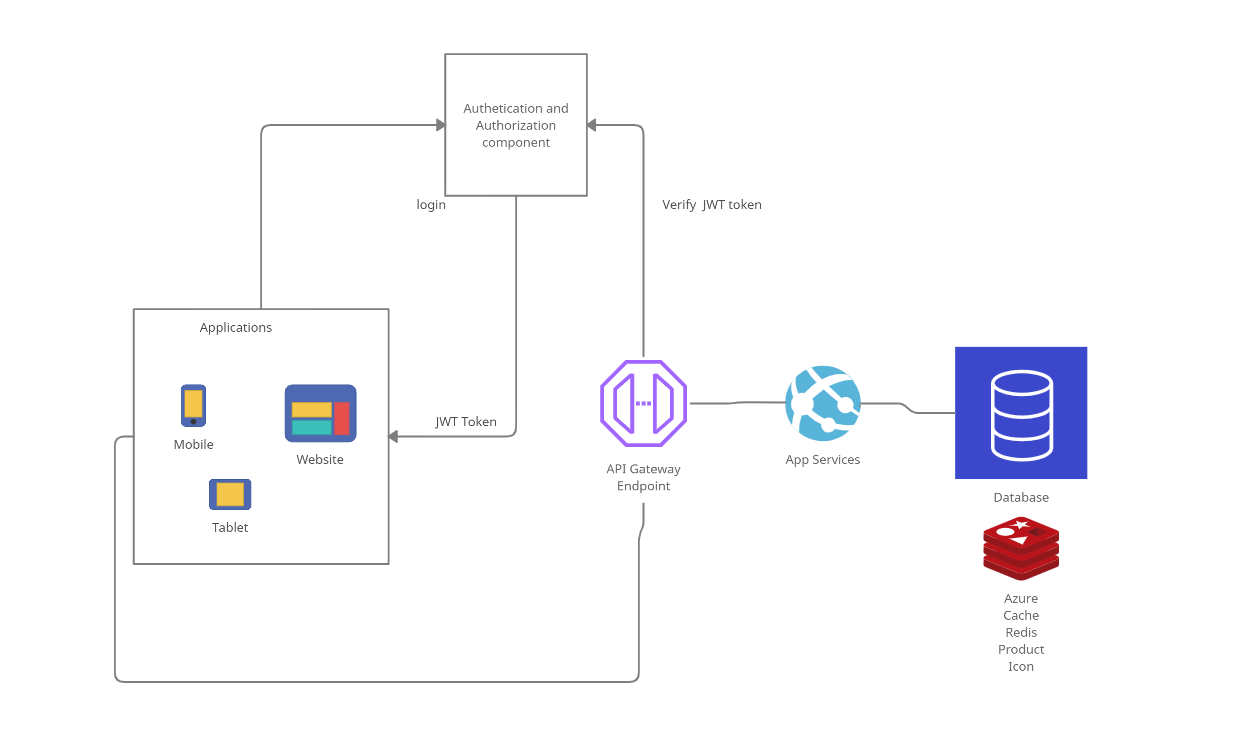 Authetication and
Authorization
component
login
Verify JWT token
Applications
Mobile
Website
Tablet
JWT Token
API Gateway
Endpoint
App Services
Database
Azure
Cache
Redis
Product
Icon